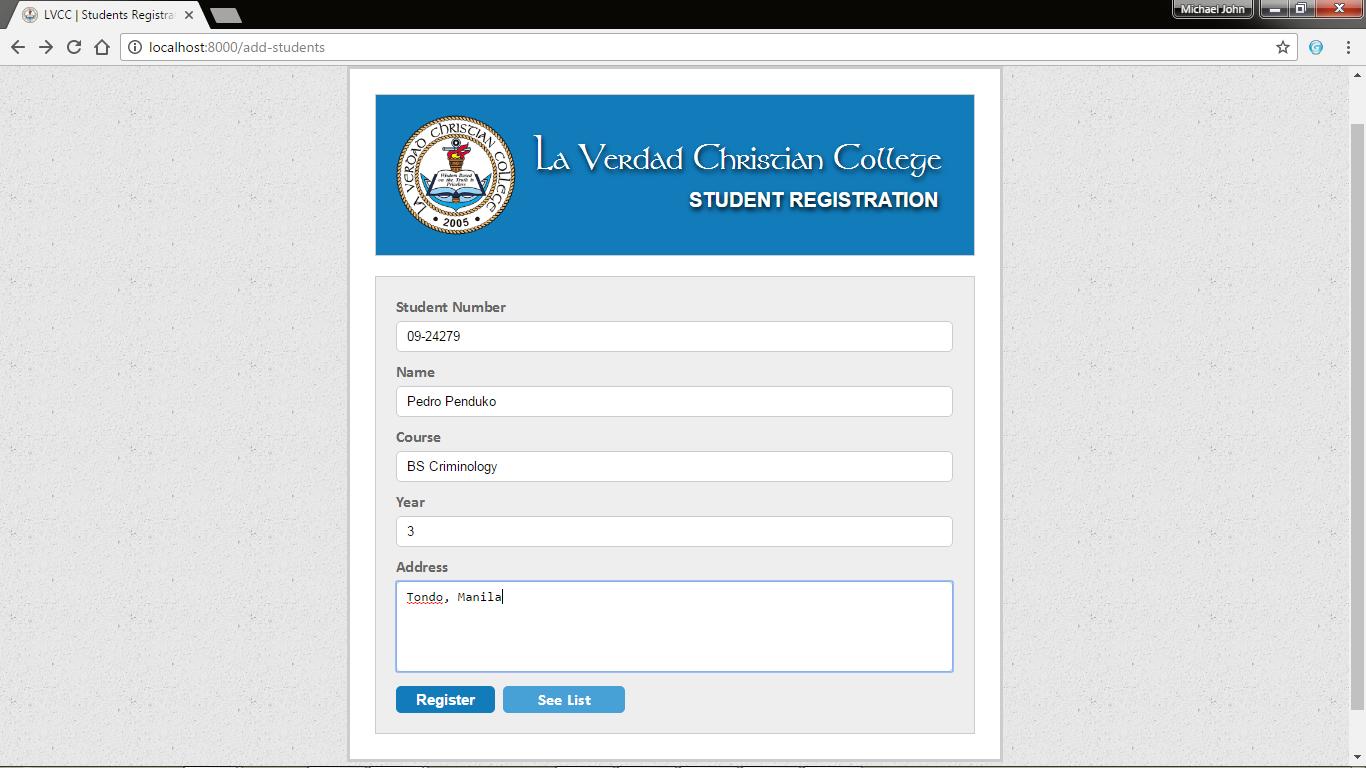 LVCC | Students Registra
Michael John
localhost:8000/add-students
LA VERDAD CHRISTIAN COLLEGE
Wisdom Based
on the Truth is
Priceless
2005
La Verdad Christian College
STUDENT REGISTRATION
Student Number
09-24279
Name
Pedro Penduko
Course
BS Criminology
Year
3
Address
Tondo, Manila
Register
See List